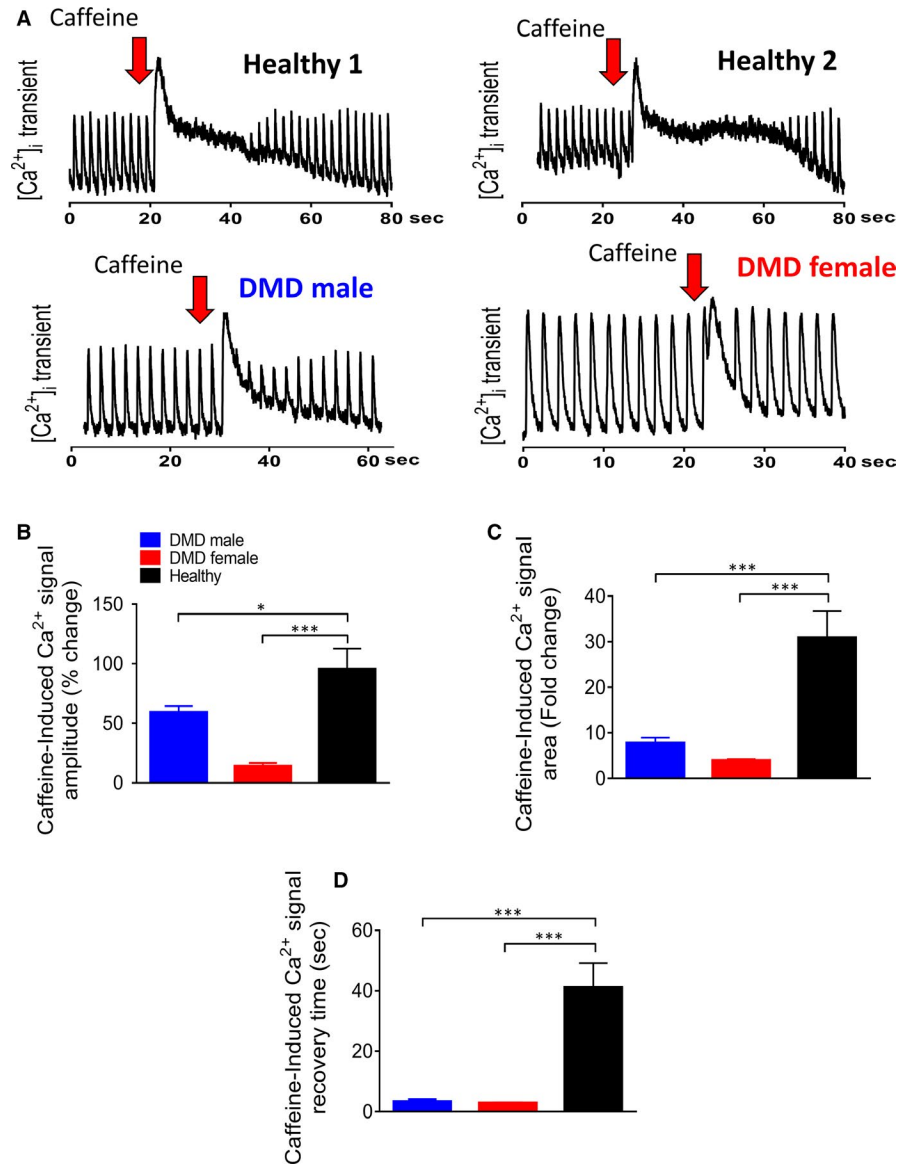 A
Caffeine
Healthy 1
[Ca²⁺]ᵢ transient
0 20 40 60 80 sec
Caffeine
Healthy 2
[Ca²⁺]ᵢ transient
0 20 40 60 80 sec
Caffeine
DMD male
[Ca²⁺]ᵢ transient
0 20 40 60 sec
Caffeine
DMD female
[Ca²⁺]ᵢ transient
0 10 20 30 40 sec
B
DMD male
DMD female
Healthy
Caffeine-Induced Ca²⁺ signal
amplitude (% change)
150
100
50
0
*
***
C
Caffeine-Induced Ca²⁺ signal
area (Fold change)
40
30
20
10
0
***
***
D
Caffeine-Induced Ca²⁺ signal
recovery time (sec)
60
40
20
0
***
***